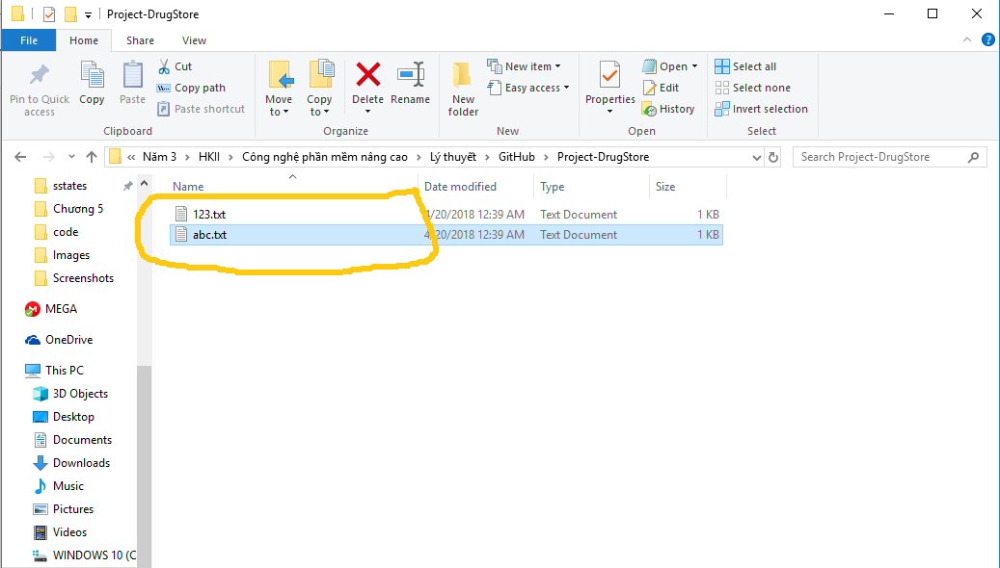 Project-DrugStore
File Home Share View
Pin to Quick access
Copy
Paste
Cut
Copy path
Paste shortcut
Clipboard
Move to
Copy to
Delete
Rename
Organize
New folder
New item
Easy access
New
Properties
Open
Edit
History
Open
Select all
Select none
Invert selection
Select
« Năm 3 > HKII > Công nghệ phần mềm nâng cao > Lý thuyết > GitHub > Project-DrugStore
Search Project-DrugStore
sstates
Chương 5
code
Images
Screenshots
MEGA
OneDrive
This PC
3D Objects
Desktop
Documents
Downloads
Music
Pictures
Videos
WINDOWS 10 (C
Name Date modified Type Size
123.txt 4/20/2018 12:39 AM Text Document 1 KB
abc.txt 4/20/2018 12:39 AM Text Document 1 KB